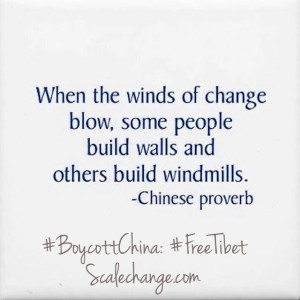 When the winds of change
blow, some people
build walls and
others build windmills.
-Chinese proverb
#BoycottChina: #FreeTibet
Scalechange.com